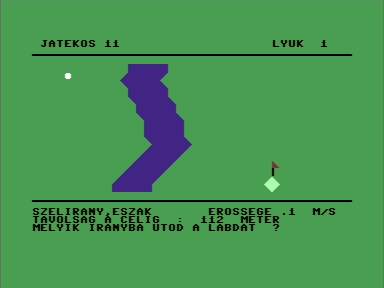 JATEKOS 11 LYUK 1
SZELIRANY,ESZAK EROSSEGE .1 M/S
TAVOLSAG A CELIG : 112 METER
MELYIK IRANYBA UTOD A LABDAT ?